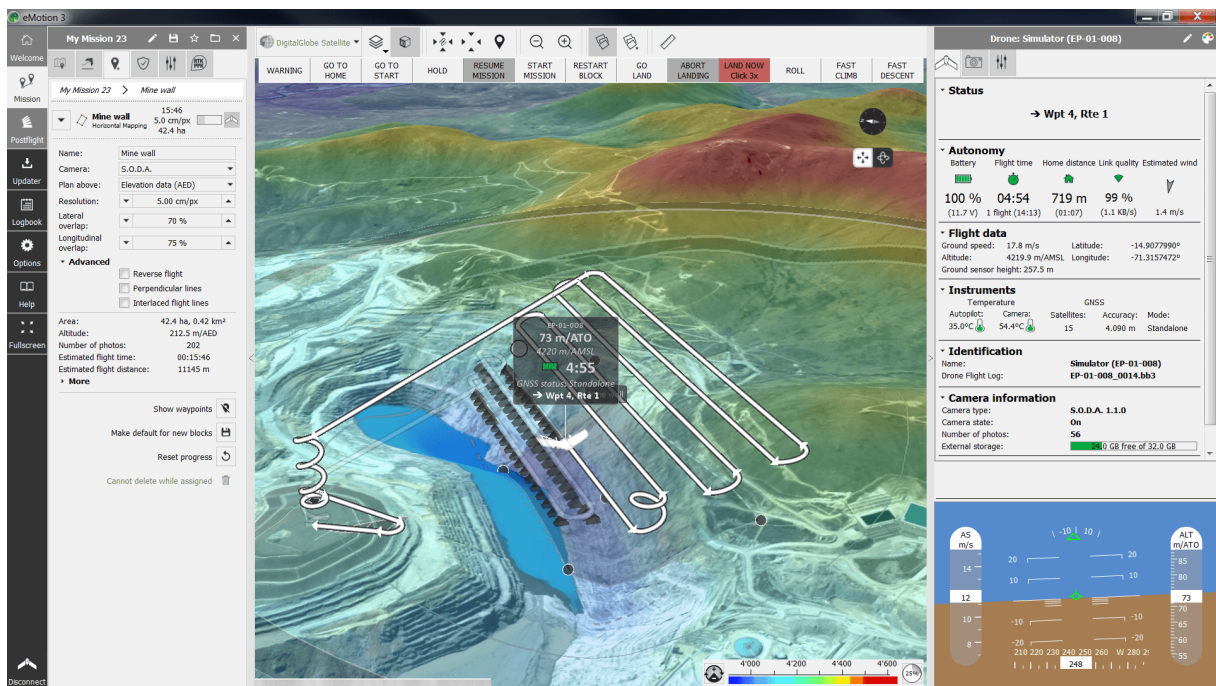 eMotion 3
Welcome
Mission
Postflight
Updater
Logbook
Options
Help
Fullscreen
Disconnect
My Mission 23
RTK
PPK
My Mission 23 > Mine wall
Mine wall
Horizontal Mapping
15:46
5.0 cm/px
42.4 ha
Name: Mine wall
Camera: S.O.D.A.
Plan above: Elevation data (AED)
Resolution: 5.00 cm/px
Lateral overlap: 70 %
Longitudinal overlap: 75 %
Advanced
Reverse flight
Perpendicular lines
Interlaced flight lines
Area: 42.4 ha, 0.42 km²
Altitude: 212.5 m/AED
Number of photos: 202
Estimated flight time: 00:15:46
Estimated flight distance: 11145 m
More
Show waypoints
Make default for new blocks
Reset progress
Cannot delete while assigned
DigitalGlobe Satellite
WARNING
GO TO HOME
GO TO START
HOLD
RESUME MISSION
START MISSION
RESTART BLOCK
GO LAND
ABORT LANDING
LAND NOW Click 3x
ROLL
FAST CLIMB
FAST DESCENT
EP-01-008
73 m/ATO
4220 m/AMSL
4:55
GNSS status: Standalone
→ Wpt 4, Rte 1
4'000 4'200 4'400 4'600
25%
Drone: Simulator (EP-01-008)
Status
→ Wpt 4, Rte 1
Autonomy
Battery Flight time Home distance Link quality Estimated wind
100 % 04:54 719 m 99 %
(11.7 V) 1 flight (14:13) (01:07) (1.1 KB/s) 1.4 m/s
Flight data
Ground speed: 17.8 m/s Latitude: -14.9077990°
Altitude: 4219.9 m/AMSL Longitude: -71.3157472°
Ground sensor height: 257.5 m
Instruments
Temperature GNSS
Autopilot: Camera: Satellites: Accuracy: Mode:
35.0°C 54.4°C 15 4.090 m Standalone
Identification
Name: Simulator (EP-01-008)
Drone Flight Log: EP-01-008_0014.bb3
Camera information
Camera type: S.O.D.A. 1.1.0
Camera state: On
Number of photos: 56
External storage: 24.0 GB free of 32.0 GB
AS
m/s
14
12
10
8
-10 10
20 20
10 10
-10 -10
-20 -20
210 220 230 240 250 260 W 280
248
ALT
m/ATO
85
80
73
70
65
60
55